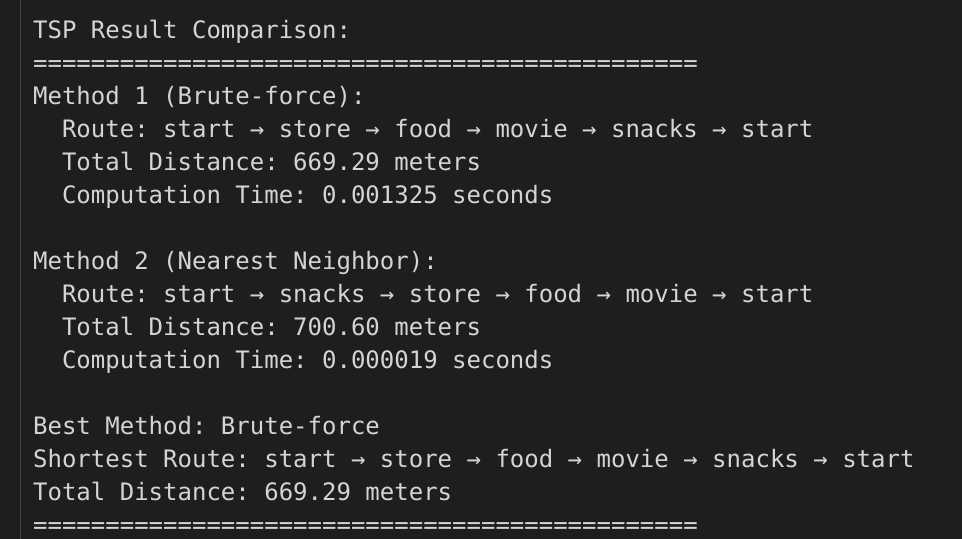 TSP Result Comparison:
==============================================
Method 1 (Brute-force):
  Route: start → store → food → movie → snacks → start
  Total Distance: 669.29 meters
  Computation Time: 0.001325 seconds

Method 2 (Nearest Neighbor):
  Route: start → snacks → store → food → movie → start
  Total Distance: 700.60 meters
  Computation Time: 0.000019 seconds

Best Method: Brute-force
Shortest Route: start → store → food → movie → snacks → start
Total Distance: 669.29 meters
==============================================